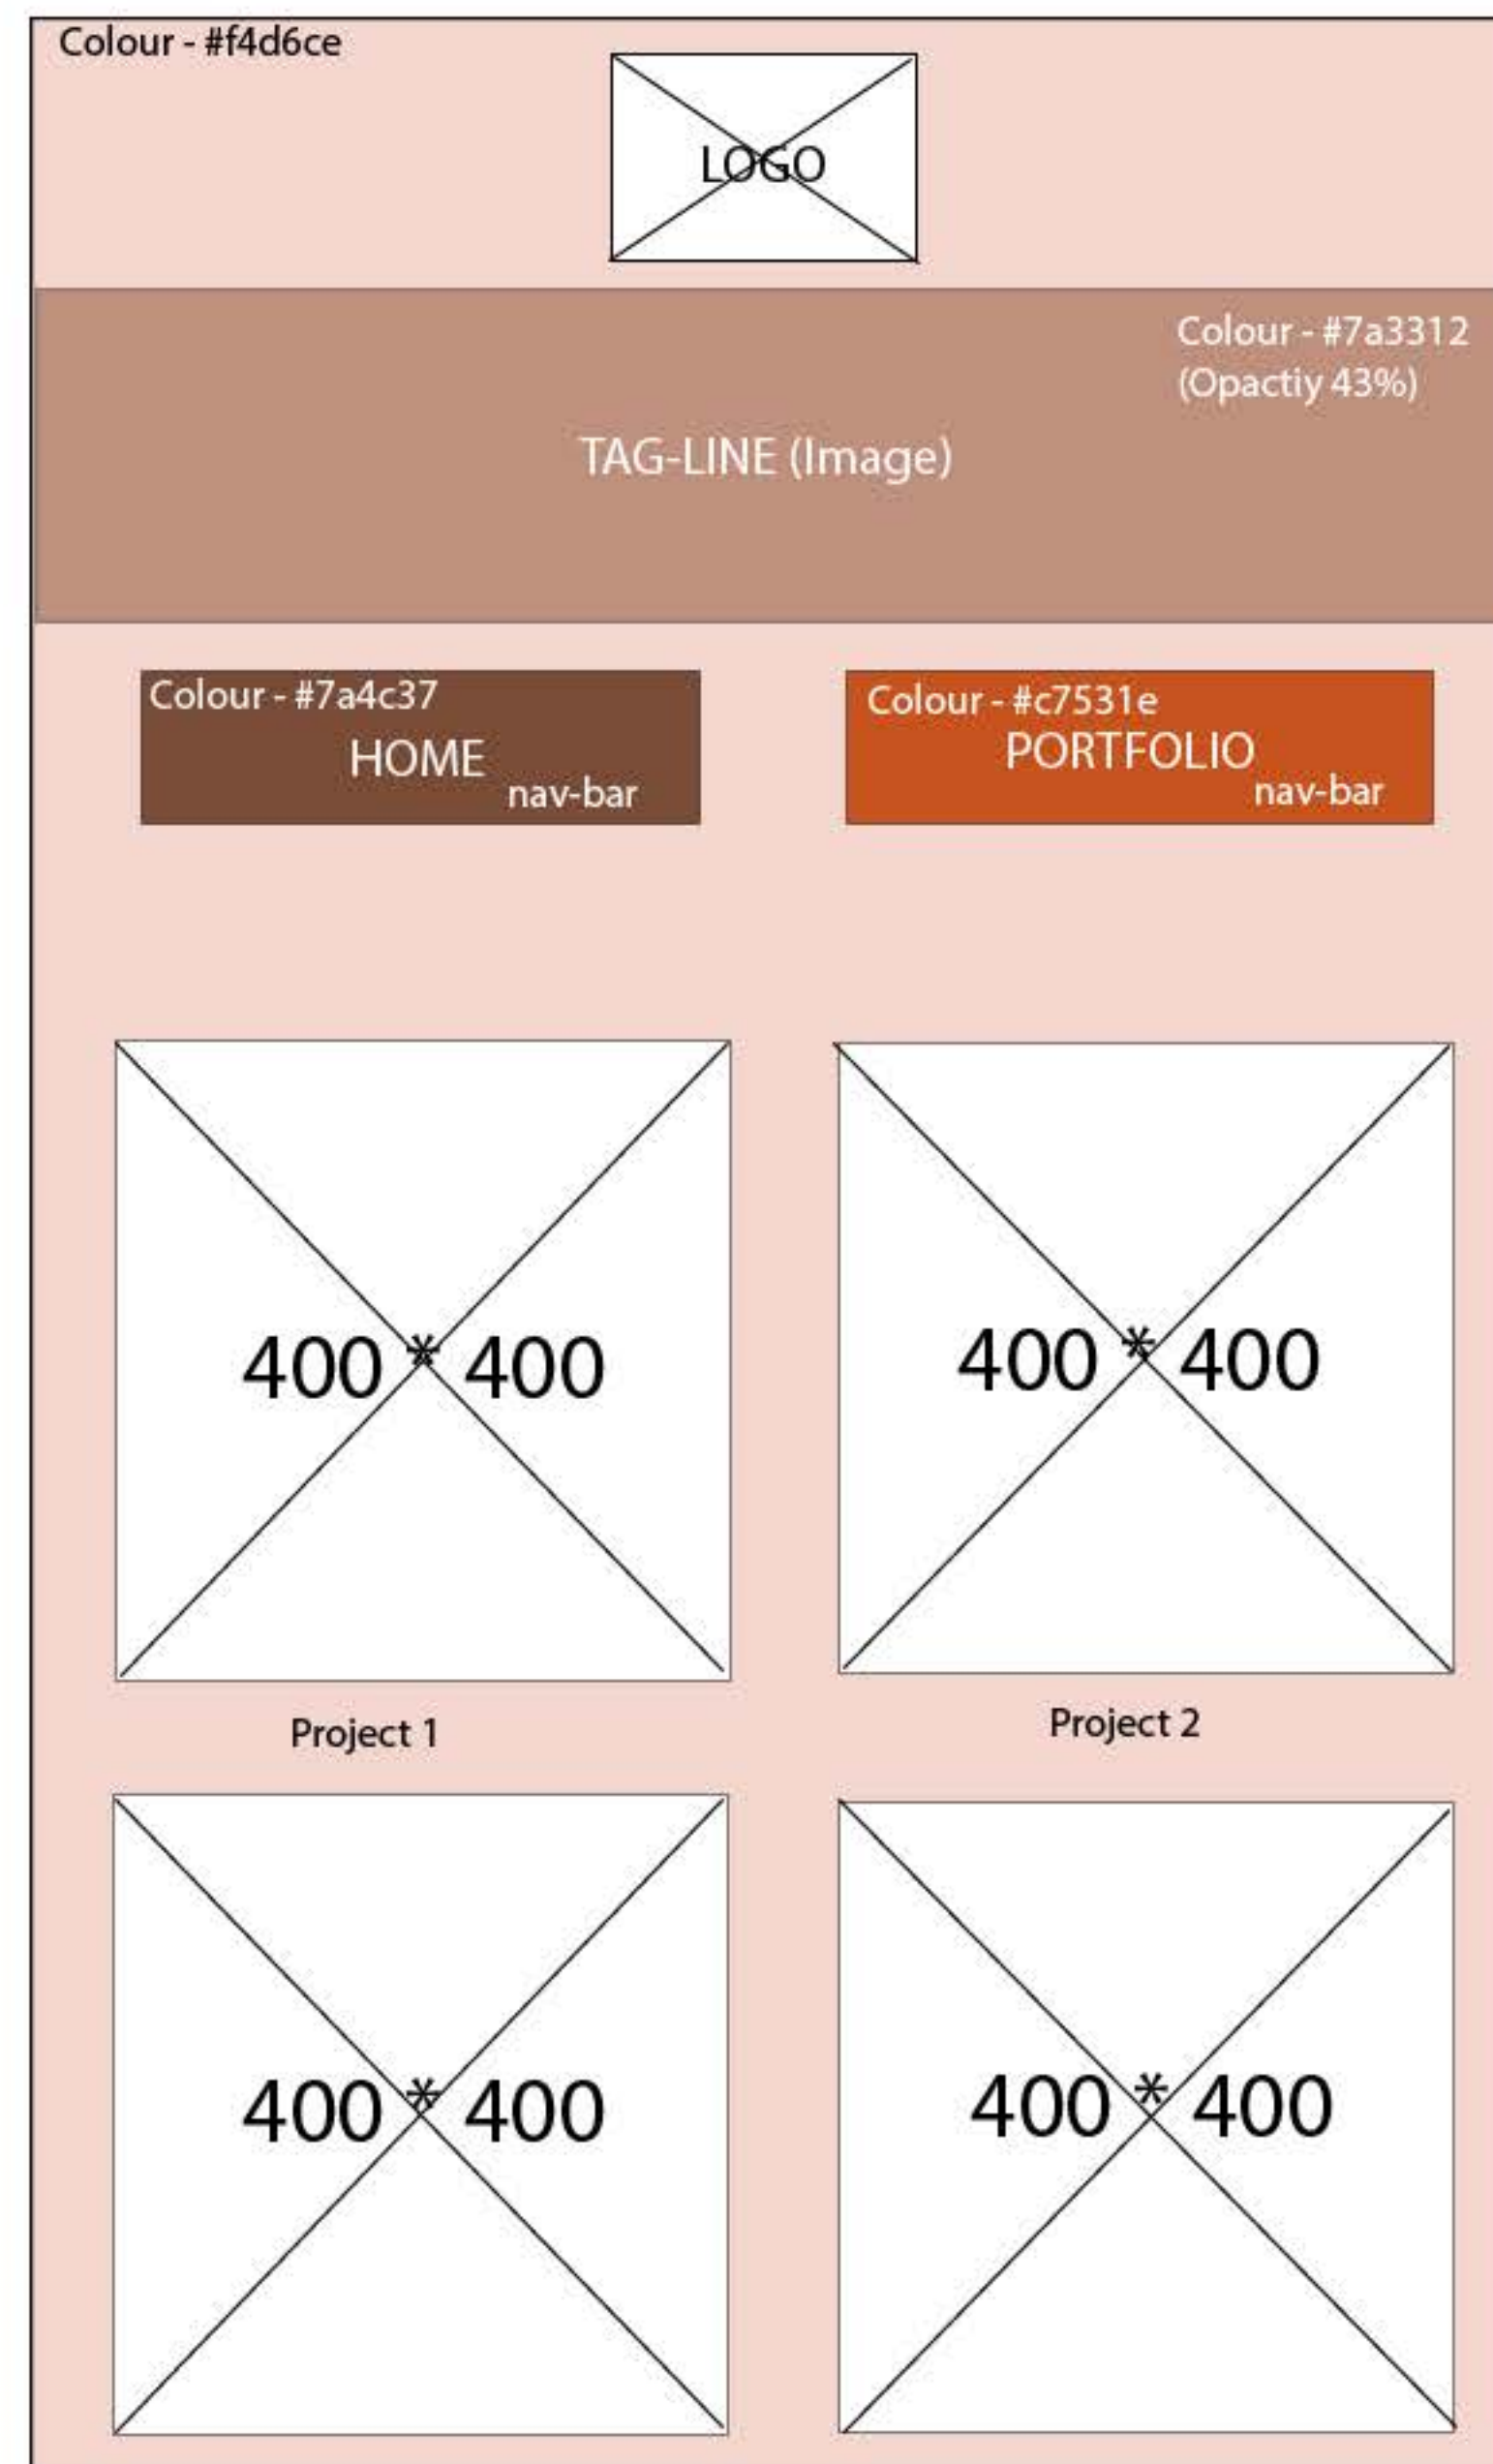 Colour - #f4d6ce
LOGO
Colour - #7a3312
(Opactiy 43%)
TAG-LINE (Image)
Colour - #7a4c37
HOME
nav-bar
Colour - #c7531e
PORTFOLIO
nav-bar
400 * 400
400 * 400
Project 1
Project 2
400 * 400
400 * 400